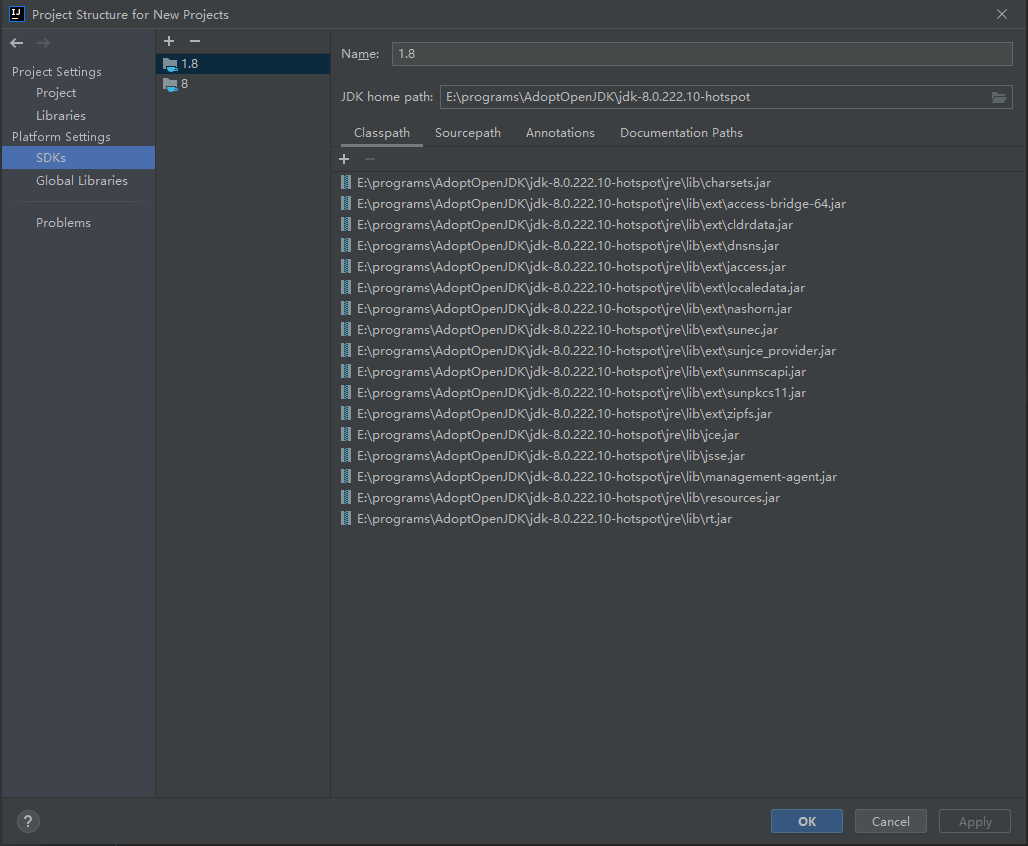 Project Structure for New Projects
Project Settings
Project
Libraries
Platform Settings
SDKs
Global Libraries
Problems
1.8
8
Name: 1.8
JDK home path: E:\programs\AdoptOpenJDK\jdk-8.0.222.10-hotspot
Classpath Sourcepath Annotations Documentation Paths
E:\programs\AdoptOpenJDK\jdk-8.0.222.10-hotspot\jre\lib\charsets.jar
E:\programs\AdoptOpenJDK\jdk-8.0.222.10-hotspot\jre\lib\ext\access-bridge-64.jar
E:\programs\AdoptOpenJDK\jdk-8.0.222.10-hotspot\jre\lib\ext\cldrdata.jar
E:\programs\AdoptOpenJDK\jdk-8.0.222.10-hotspot\jre\lib\ext\dnsns.jar
E:\programs\AdoptOpenJDK\jdk-8.0.222.10-hotspot\jre\lib\ext\jaccess.jar
E:\programs\AdoptOpenJDK\jdk-8.0.222.10-hotspot\jre\lib\ext\localedata.jar
E:\programs\AdoptOpenJDK\jdk-8.0.222.10-hotspot\jre\lib\ext\nashorn.jar
E:\programs\AdoptOpenJDK\jdk-8.0.222.10-hotspot\jre\lib\ext\sunec.jar
E:\programs\AdoptOpenJDK\jdk-8.0.222.10-hotspot\jre\lib\ext\sunjce_provider.jar
E:\programs\AdoptOpenJDK\jdk-8.0.222.10-hotspot\jre\lib\ext\sunmscapi.jar
E:\programs\AdoptOpenJDK\jdk-8.0.222.10-hotspot\jre\lib\ext\sunpkcs11.jar
E:\programs\AdoptOpenJDK\jdk-8.0.222.10-hotspot\jre\lib\ext\zipfs.jar
E:\programs\AdoptOpenJDK\jdk-8.0.222.10-hotspot\jre\lib\jce.jar
E:\programs\AdoptOpenJDK\jdk-8.0.222.10-hotspot\jre\lib\jsse.jar
E:\programs\AdoptOpenJDK\jdk-8.0.222.10-hotspot\jre\lib\management-agent.jar
E:\programs\AdoptOpenJDK\jdk-8.0.222.10-hotspot\jre\lib\resources.jar
E:\programs\AdoptOpenJDK\jdk-8.0.222.10-hotspot\jre\lib\rt.jar
? OK Cancel Apply